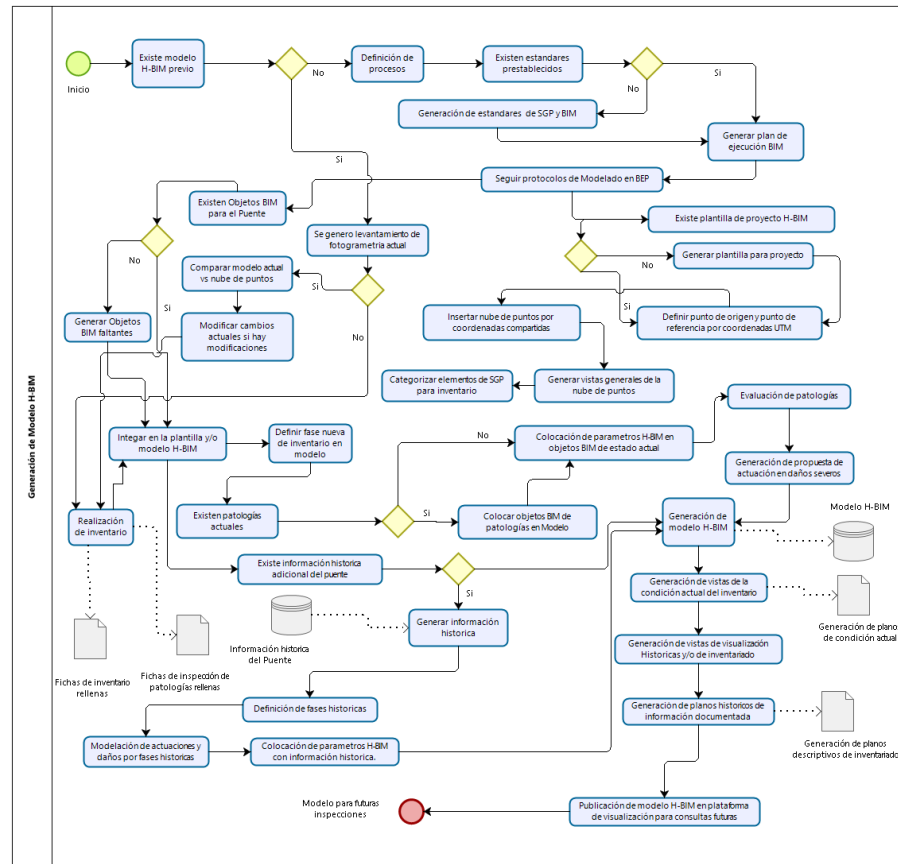 Generación de Modelo H-BIM
Inicio
Existe modelo
H-BIM previo
No
Definición de
procesos
Existen estandares
prestablecidos
Si
No
Generación de estandares de SGP y BIM
Generar plan de
ejecución BIM
Si
Seguir protocolos de Modelado en BEP
Existen Objetos BIM
para el Puente
Existe plantilla de proyecto H-BIM
Se genero levantamiento de
fotogrametría actual
No
No
Generar plantilla para proyecto
Comparar modelo actual
vs nube de puntos
Si
Si
Si
Generar Objetos
BIM faltantes
Modificar cambios
actuales si hay
modificaciones
No
Insertar nube de puntos por
coordenadas compartidas
Definir punto de origen y punto de
referencia por coordenadas UTM
Categorizar elementos de SGP
para inventario
Generar vistas generales de la
nube de puntos
Evaluación de patologías
Integar en la plantilla y/o
modelo H-BIM
Definir fase nueva
de inventario en
modelo
No
Colocación de parametros H-BIM en
objetos BIM de estado actual
Generación de propuesta de
actuación en daños severos
Realización
de inventario
Existen patologías
actuales
Si
Colocar objetos BIM de
patologías en Modelo
Generación de
modelo H-BIM
Modelo H-BIM
Existe información historica
adicional del puente
Si
Generación de vistas de la
condición actual del inventario
Generación de planos
de condición actual
Información historica
del Puente
Generar información
historica
Fichas de inventario
rellenas
Fichas de inspección de
patologías rellenas
Generación de vistas de visualización
Historicas y/o de inventariado
Definición de fases historicas
Generación de planos historicos de
información documentada
Generación de planos
descriptivos de inventariado
Modelación de actuaciones y
daños por fases historicas
Colocación de parametros H-BIM
con información historica.
Modelo para futuras
inspecciones
Publicación de modelo H-BIM en plataforma
de visualización para consultas futuras